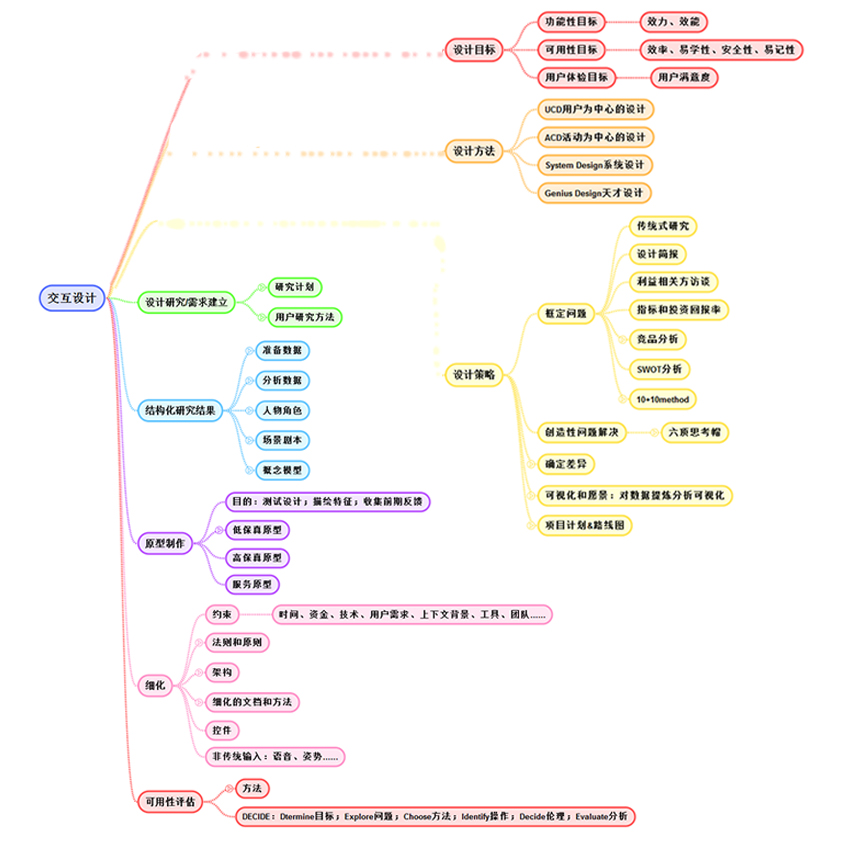 交互设计
设计目标
功能性目标
效力、效能
可用性目标
效率、易学性、安全性、易记性
用户体验目标
用户满意度
设计方法
UCD用户为中心的设计
ACD活动为中心的设计
System Design系统设计
Genius Design天才设计
设计策略
框定问题
传统式研究
设计简报
利益相关方访谈
指标和投资回报率
竞品分析
SWOT分析
10*10method
创造性问题解决
六顶思考帽
确定差异
可视化和愿景：对数据提炼分析可视化
项目计划&路线图
设计研究/需求建立
研究计划
用户研究方法
结构化研究结果
准备数据
分析数据
人物角色
场景剧本
概念模型
原型制作
目的：测试设计；描绘特征；收集前期反馈
低保真原型
高保真原型
服务原型
细化
约束
时间、资金、技术、用户需求、上下文背景、工具、团队......
法则和原则
架构
细化的文档和方法
控件
非传统输入：语音、姿势......
可用性评估
方法
DECIDE：Dtermine目标；Explore问题；Choose方法；Identify操作；Decide伦理；Evaluate分析